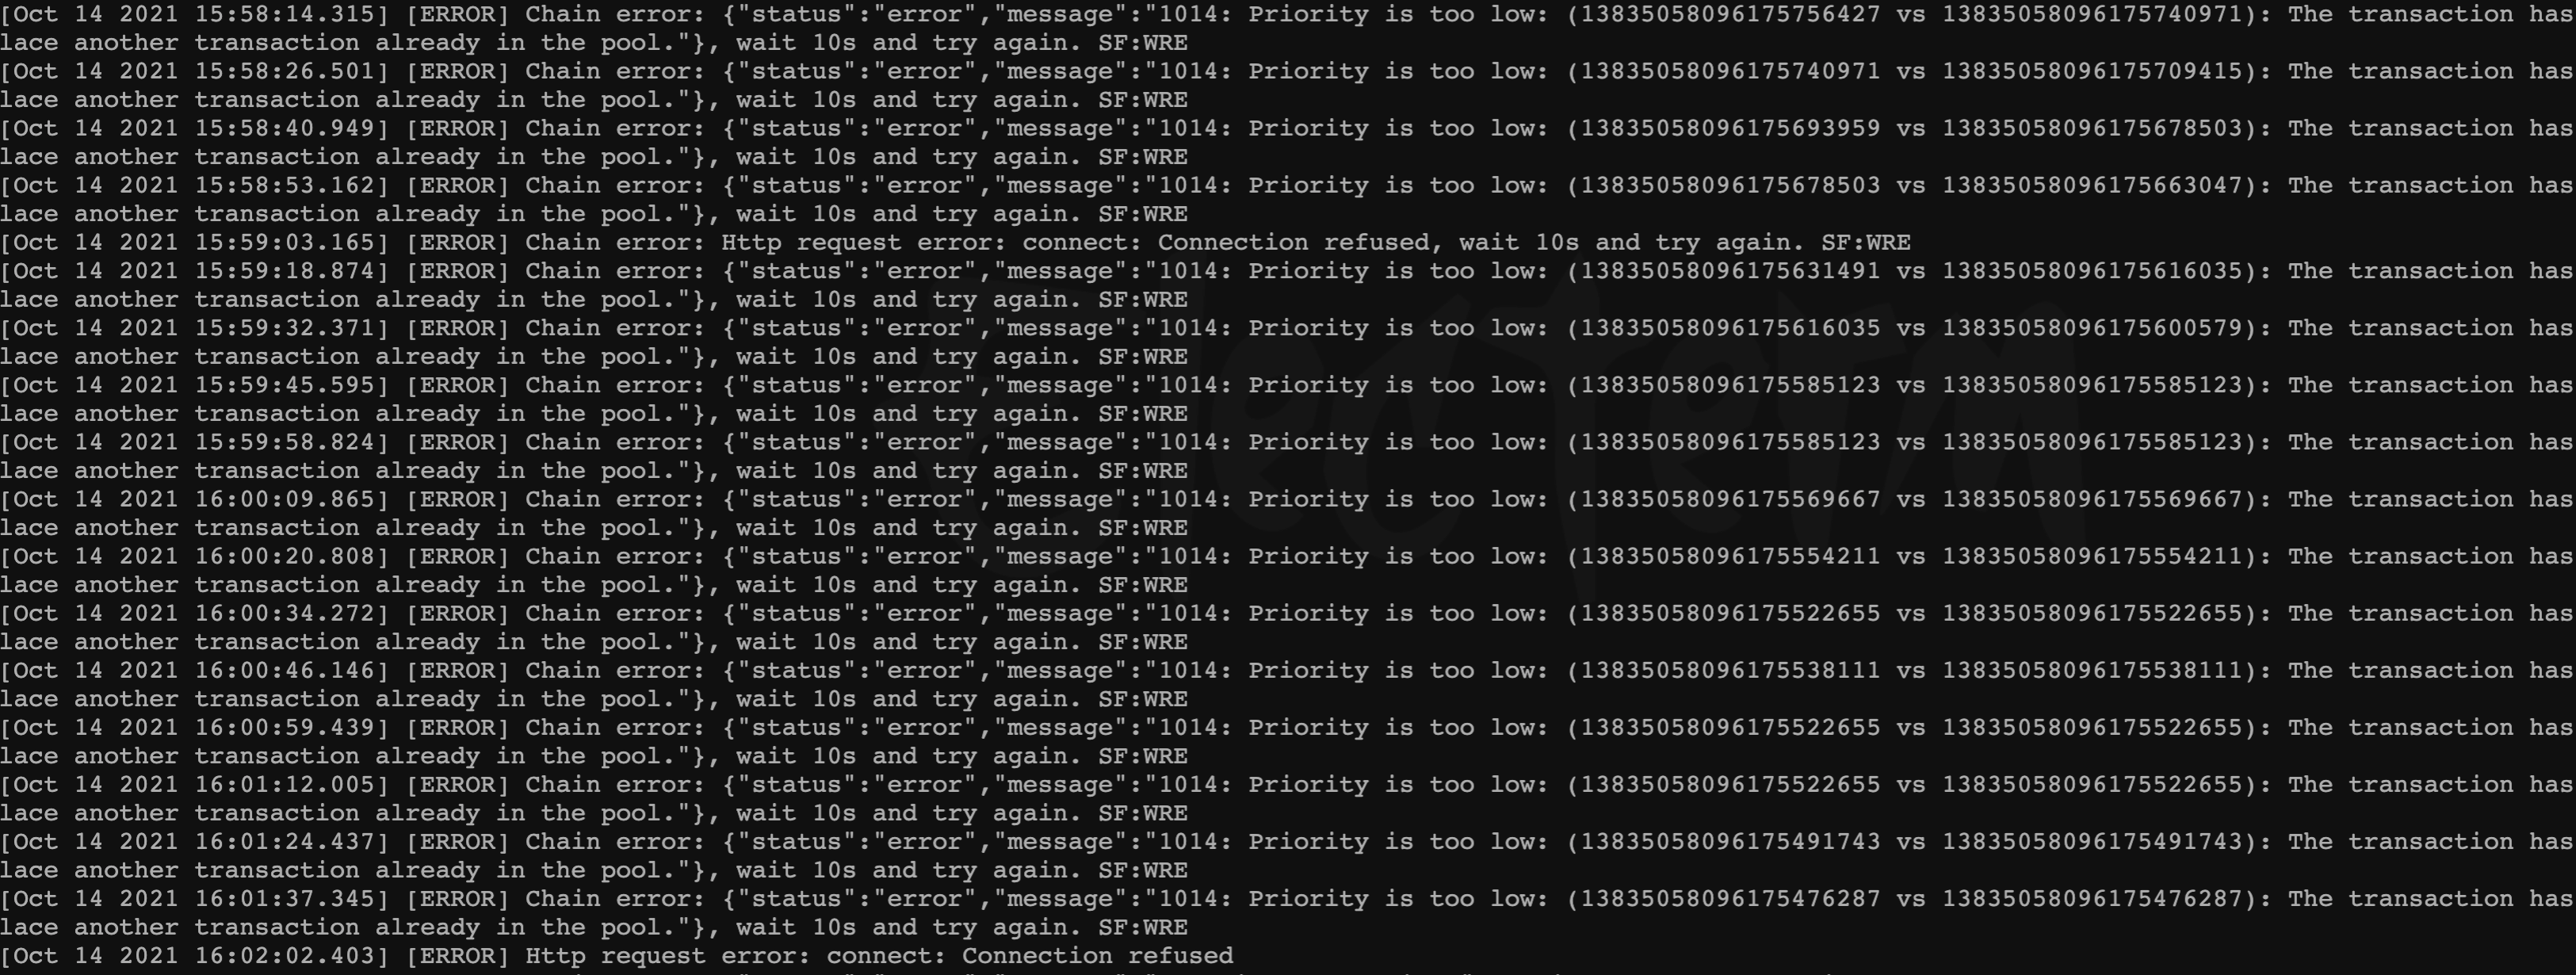 [Oct 14 2021 15:58:14.315] [ERROR] Chain error: {"status":"error","message":"1014: Priority is too low: (13835058096175756427 vs 13835058096175740971): The transaction has
lace another transaction already in the pool."}, wait 10s and try again. SF:WRE
[Oct 14 2021 15:58:26.501] [ERROR] Chain error: {"status":"error","message":"1014: Priority is too low: (13835058096175740971 vs 13835058096175709415): The transaction has
lace another transaction already in the pool."}, wait 10s and try again. SF:WRE
[Oct 14 2021 15:58:40.949] [ERROR] Chain error: {"status":"error","message":"1014: Priority is too low: (13835058096175693959 vs 13835058096175678503): The transaction has
lace another transaction already in the pool."}, wait 10s and try again. SF:WRE
[Oct 14 2021 15:58:53.162] [ERROR] Chain error: {"status":"error","message":"1014: Priority is too low: (13835058096175678503 vs 13835058096175663047): The transaction has
lace another transaction already in the pool."}, wait 10s and try again. SF:WRE
[Oct 14 2021 15:59:03.165] [ERROR] Chain error: Http request error: connect: Connection refused, wait 10s and try again. SF:WRE
[Oct 14 2021 15:59:18.874] [ERROR] Chain error: {"status":"error","message":"1014: Priority is too low: (13835058096175631491 vs 13835058096175616035): The transaction has
lace another transaction already in the pool."}, wait 10s and try again. SF:WRE
[Oct 14 2021 15:59:32.371] [ERROR] Chain error: {"status":"error","message":"1014: Priority is too low: (13835058096175616035 vs 13835058096175600579): The transaction has
lace another transaction already in the pool."}, wait 10s and try again. SF:WRE
[Oct 14 2021 15:59:45.595] [ERROR] Chain error: {"status":"error","message":"1014: Priority is too low: (13835058096175585123 vs 13835058096175585123): The transaction has
lace another transaction already in the pool."}, wait 10s and try again. SF:WRE
[Oct 14 2021 15:59:58.824] [ERROR] Chain error: {"status":"error","message":"1014: Priority is too low: (13835058096175585123 vs 13835058096175585123): The transaction has
lace another transaction already in the pool."}, wait 10s and try again. SF:WRE
[Oct 14 2021 16:00:09.865] [ERROR] Chain error: {"status":"error","message":"1014: Priority is too low: (13835058096175569667 vs 13835058096175569667): The transaction has
lace another transaction already in the pool."}, wait 10s and try again. SF:WRE
[Oct 14 2021 16:00:20.808] [ERROR] Chain error: {"status":"error","message":"1014: Priority is too low: (13835058096175554211 vs 13835058096175554211): The transaction has
lace another transaction already in the pool."}, wait 10s and try again. SF:WRE
[Oct 14 2021 16:00:34.272] [ERROR] Chain error: {"status":"error","message":"1014: Priority is too low: (13835058096175522655 vs 13835058096175522655): The transaction has
lace another transaction already in the pool."}, wait 10s and try again. SF:WRE
[Oct 14 2021 16:00:46.146] [ERROR] Chain error: {"status":"error","message":"1014: Priority is too low: (13835058096175538111 vs 13835058096175538111): The transaction has
lace another transaction already in the pool."}, wait 10s and try again. SF:WRE
[Oct 14 2021 16:00:59.439] [ERROR] Chain error: {"status":"error","message":"1014: Priority is too low: (13835058096175522655 vs 13835058096175522655): The transaction has
lace another transaction already in the pool."}, wait 10s and try again. SF:WRE
[Oct 14 2021 16:01:12.005] [ERROR] Chain error: {"status":"error","message":"1014: Priority is too low: (13835058096175522655 vs 13835058096175522655): The transaction has
lace another transaction already in the pool."}, wait 10s and try again. SF:WRE
[Oct 14 2021 16:01:24.437] [ERROR] Chain error: {"status":"error","message":"1014: Priority is too low: (13835058096175491743 vs 13835058096175491743): The transaction has
lace another transaction already in the pool."}, wait 10s and try again. SF:WRE
[Oct 14 2021 16:01:37.345] [ERROR] Chain error: {"status":"error","message":"1014: Priority is too low: (13835058096175476287 vs 13835058096175476287): The transaction has
lace another transaction already in the pool."}, wait 10s and try again. SF:WRE
[Oct 14 2021 16:02:02.403] [ERROR] Http request error: connect: Connection refused
electerm